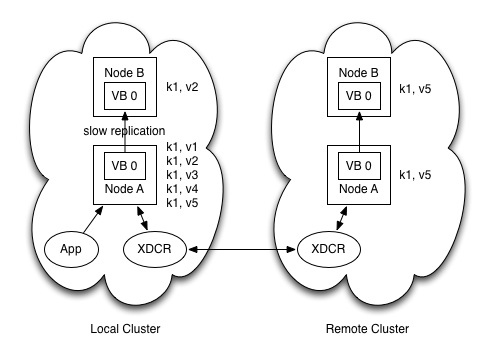 Node B
VB 0
k1, v2
slow replication
VB 0
Node A
k1, v1
k1, v2
k1, v3
k1, v4
k1, v5
App
XDCR
Local Cluster
Node B
VB 0
k1, v5
VB 0
Node A
k1, v5
XDCR
Remote Cluster